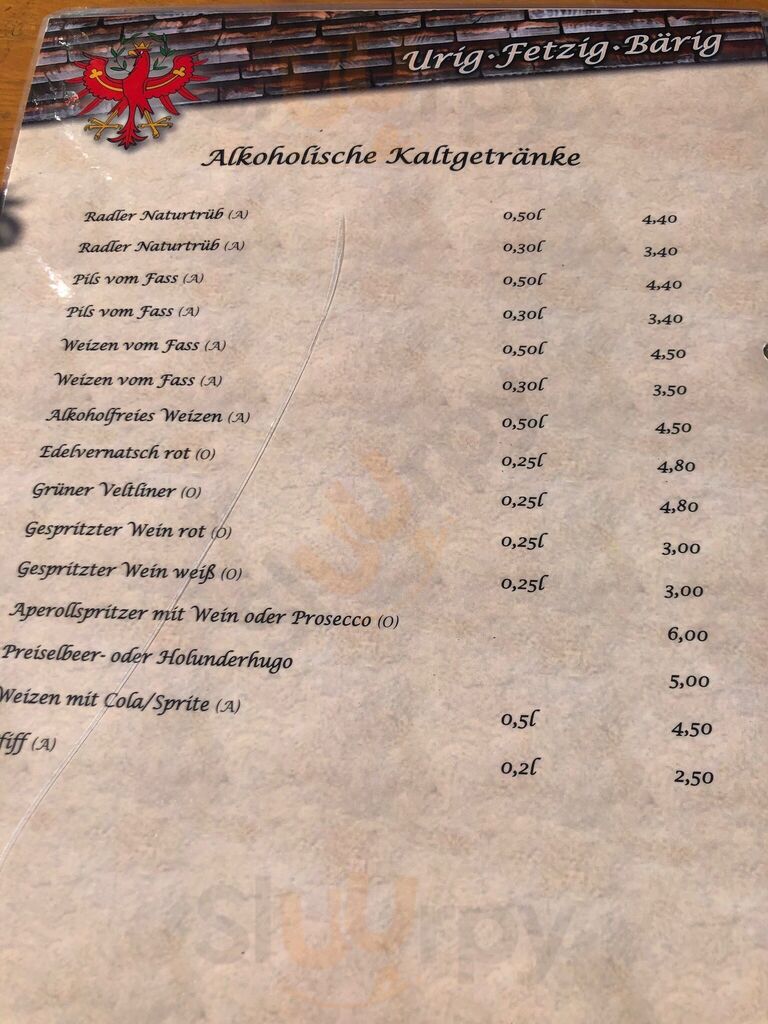 Urig·Fetzig·Bärig
Alkoholische Kaltgetränke
Radler Naturtrüb (A) 0,50l 4,40
Radler Naturtrüb (A) 0,30l 3,40
Pils vom Fass (A) 0,50l 4,40
Pils vom Fass (A) 0,30l 3,40
Weizen vom Fass (A) 0,50l 4,50
Weizen vom Fass (A) 0,30l 3,50
Alkoholfreies Weizen (A) 0,50l 4,50
Edelvernatsch rot (O) 0,25l 4,80
Grüner Veltliner (O) 0,25l 4,80
Gespritzter Wein rot (O) 0,25l 3,00
Gespritzter Wein weiß (O) 0,25l 3,00
Aperollspritzer mit Wein oder Prosecco (O) 6,00
Preiselbeer- oder Holunderhugo 5,00
Weizen mit Cola/Sprite (A) 0,5l 4,50
fiff (A) 0,2l 2,50
Sluurpy